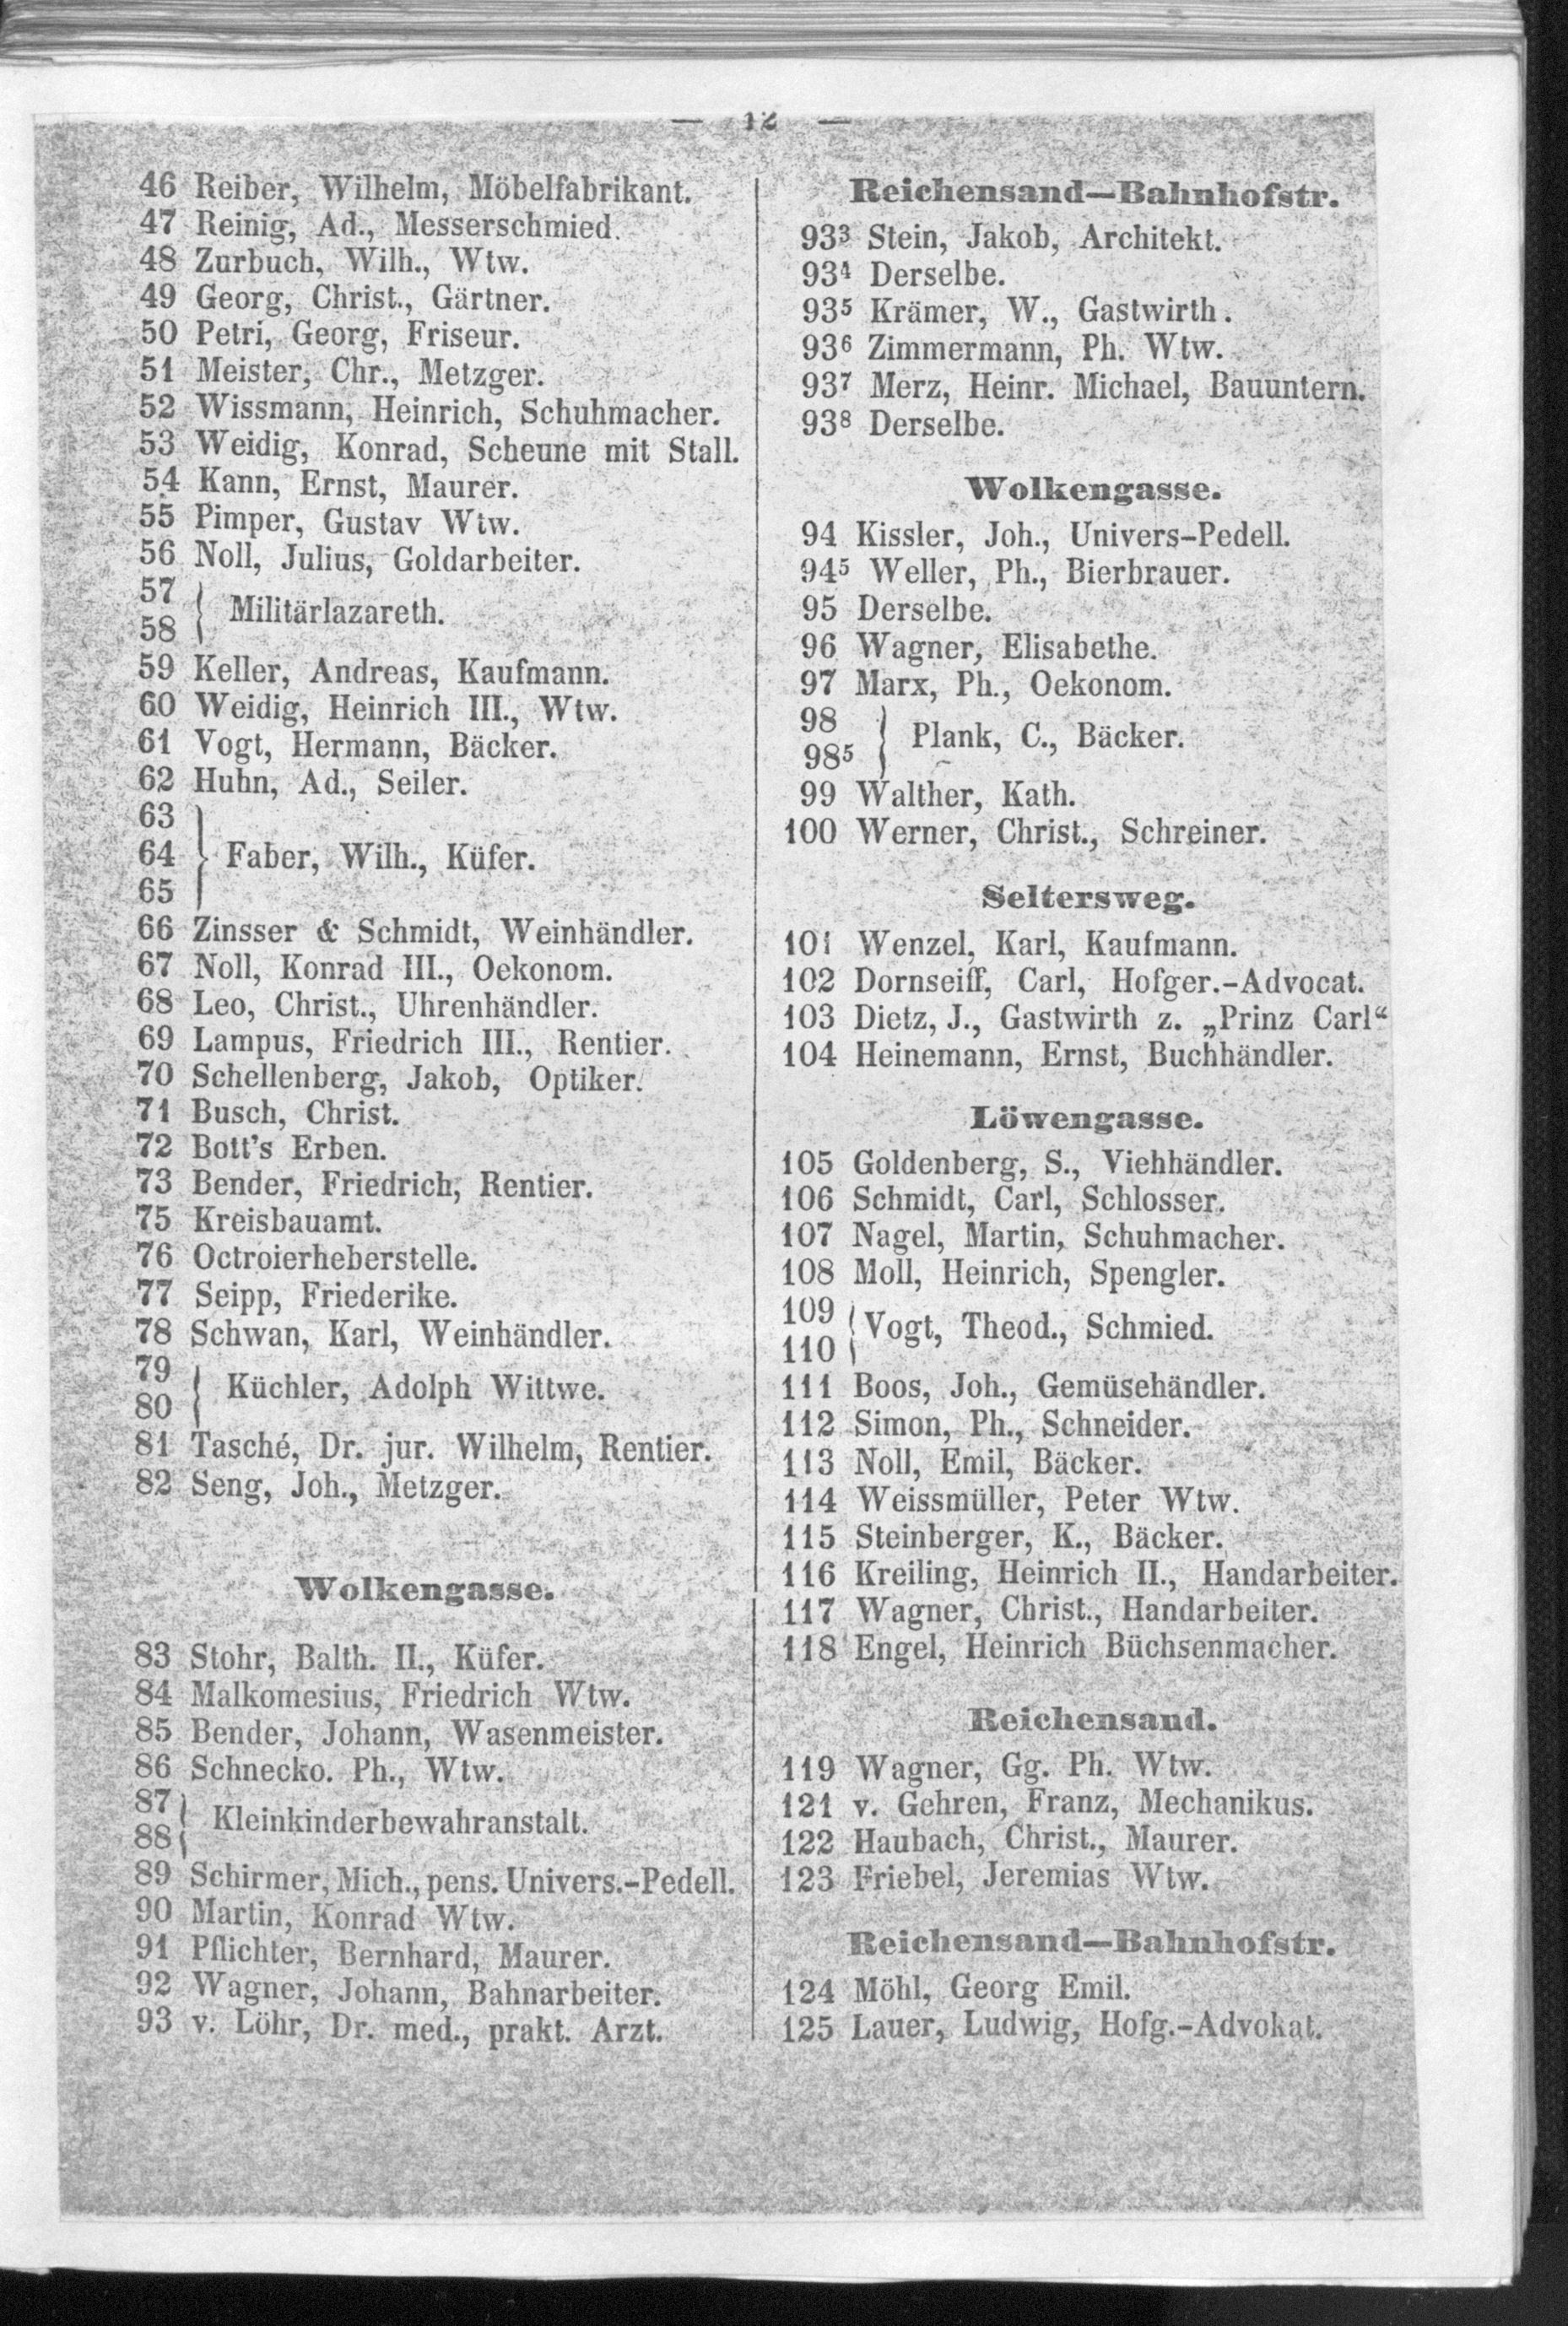 — 12 —
46 Reiber, Wilhelm, Möbelfabrikant.
47 Reinig, Ad., Messerschmied.
48 Zurbuch, Wilh., Wtw.
49 Georg, Christ., Gärtner.
50 Petri, Georg, Friseur.
51 Meister, Chr., Metzger.
52 Wissmann, Heinrich, Schuhmacher.
53 Weidig, Konrad, Scheune mit Stall.
54 Kann, Ernst, Maurer.
55 Pimper, Gustav Wtw.
56 Noll, Julius, Goldarbeiter.
57
58 } Militärlazareth.
59 Keller, Andreas, Kaufmann.
60 Weidig, Heinrich III., Wtw.
61 Vogt, Hermann, Bäcker.
62 Huhn, Ad., Seiler.
63
64 } Faber, Wilh., Küfer.
65
66 Zinsser & Schmidt, Weinhändler.
67 Noll, Konrad III., Oekonom.
68 Leo, Christ., Uhrenhändler.
69 Lampus, Friedrich III., Rentier.
70 Schellenberg, Jakob, Optiker.
71 Busch, Christ.
72 Bott's Erben.
73 Bender, Friedrich, Rentier.
75 Kreisbauamt.
76 Octroierheberstelle.
77 Seipp, Friederike.
78 Schwan, Karl, Weinhändler.
79
80 } Küchler, Adolph Wittwe.
81 Tasché, Dr. jur. Wilhelm, Rentier.
82 Seng, Joh., Metzger.
Wolkengasse.
83 Stohr, Balth. II., Küfer.
84 Malkomesius, Friedrich Wtw.
85 Bender, Johann, Wasenmeister.
86 Schnecko. Ph., Wtw.
87
88 } Kleinkinderbewahranstalt.
89 Schirmer, Mich., pens. Univers.-Pedell.
90 Martin, Konrad Wtw.
91 Pflichter, Bernhard, Maurer.
92 Wagner, Johann, Bahnarbeiter.
93 v. Löhr, Dr. med., prakt. Arzt.
Reichensand—Bahnhofstr.
93³ Stein, Jakob, Architekt.
93⁴ Derselbe.
93⁵ Krämer, W., Gastwirth.
93⁶ Zimmermann, Ph. Wtw.
93⁷ Merz, Heinr. Michael, Bauuntern.
93⁸ Derselbe.
Wolkengasse.
94 Kissler, Joh., Univers-Pedell.
94⁵ Weller, Ph., Bierbrauer.
95 Derselbe.
96 Wagner, Elisabethe.
97 Marx, Ph., Oekonom.
98
98⁵ } Plank, C., Bäcker.
99 Walther, Kath.
100 Werner, Christ., Schreiner.
Seltersweg.
101 Wenzel, Karl, Kaufmann.
102 Dornseiff, Carl, Hofger.-Advocat.
103 Dietz, J., Gastwirth z. „Prinz Carl“
104 Heinemann, Ernst, Buchhändler.
Löwengasse.
105 Goldenberg, S., Viehhändler.
106 Schmidt, Carl, Schlosser.
107 Nagel, Martin, Schuhmacher.
108 Moll, Heinrich, Spengler.
109
110 } Vogt, Theod., Schmied.
111 Boos, Joh., Gemüsehändler.
112 Simon, Ph., Schneider.
113 Noll, Emil, Bäcker.
114 Weissmüller, Peter Wtw.
115 Steinberger, K., Bäcker.
116 Kreiling, Heinrich II., Handarbeiter.
117 Wagner, Christ., Handarbeiter.
118 Engel, Heinrich Büchsenmacher.
Reichensand.
119 Wagner, Gg. Ph. Wtw.
121 v. Gehren, Franz, Mechanikus.
122 Haubach, Christ., Maurer.
123 Friebel, Jeremias Wtw.
Reichensand—Bahnhofstr.
124 Möhl, Georg Emil.
125 Lauer, Ludwig, Hofg.-Advokat.